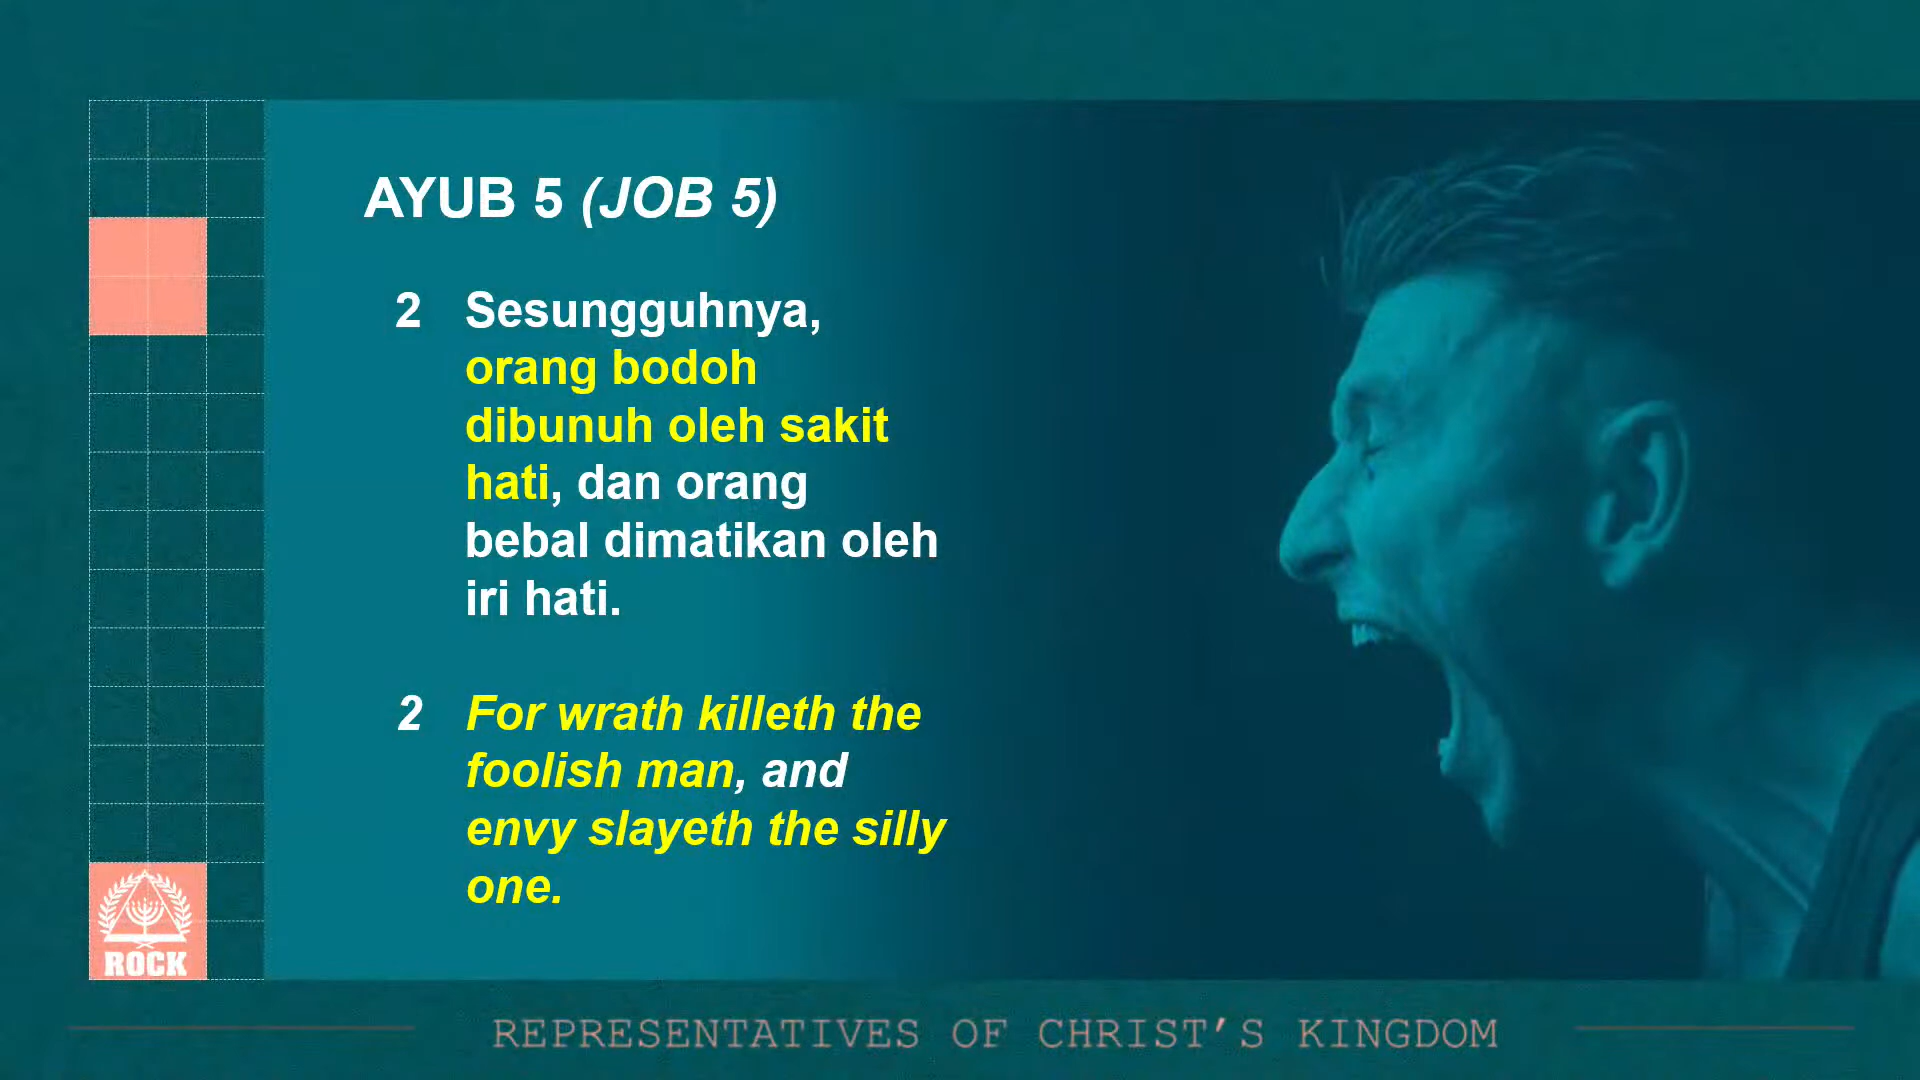 AYUB 5 (JOB 5)
2 Sesungguhnya,
orang bodoh
dibunuh oleh sakit
hati, dan orang
bebal dimatikan oleh
iri hati.
2 For wrath killeth the
foolish man, and
envy slayeth the silly
one.
ROCK
REPRESENTATIVES OF CHRIST’S KINGDOM